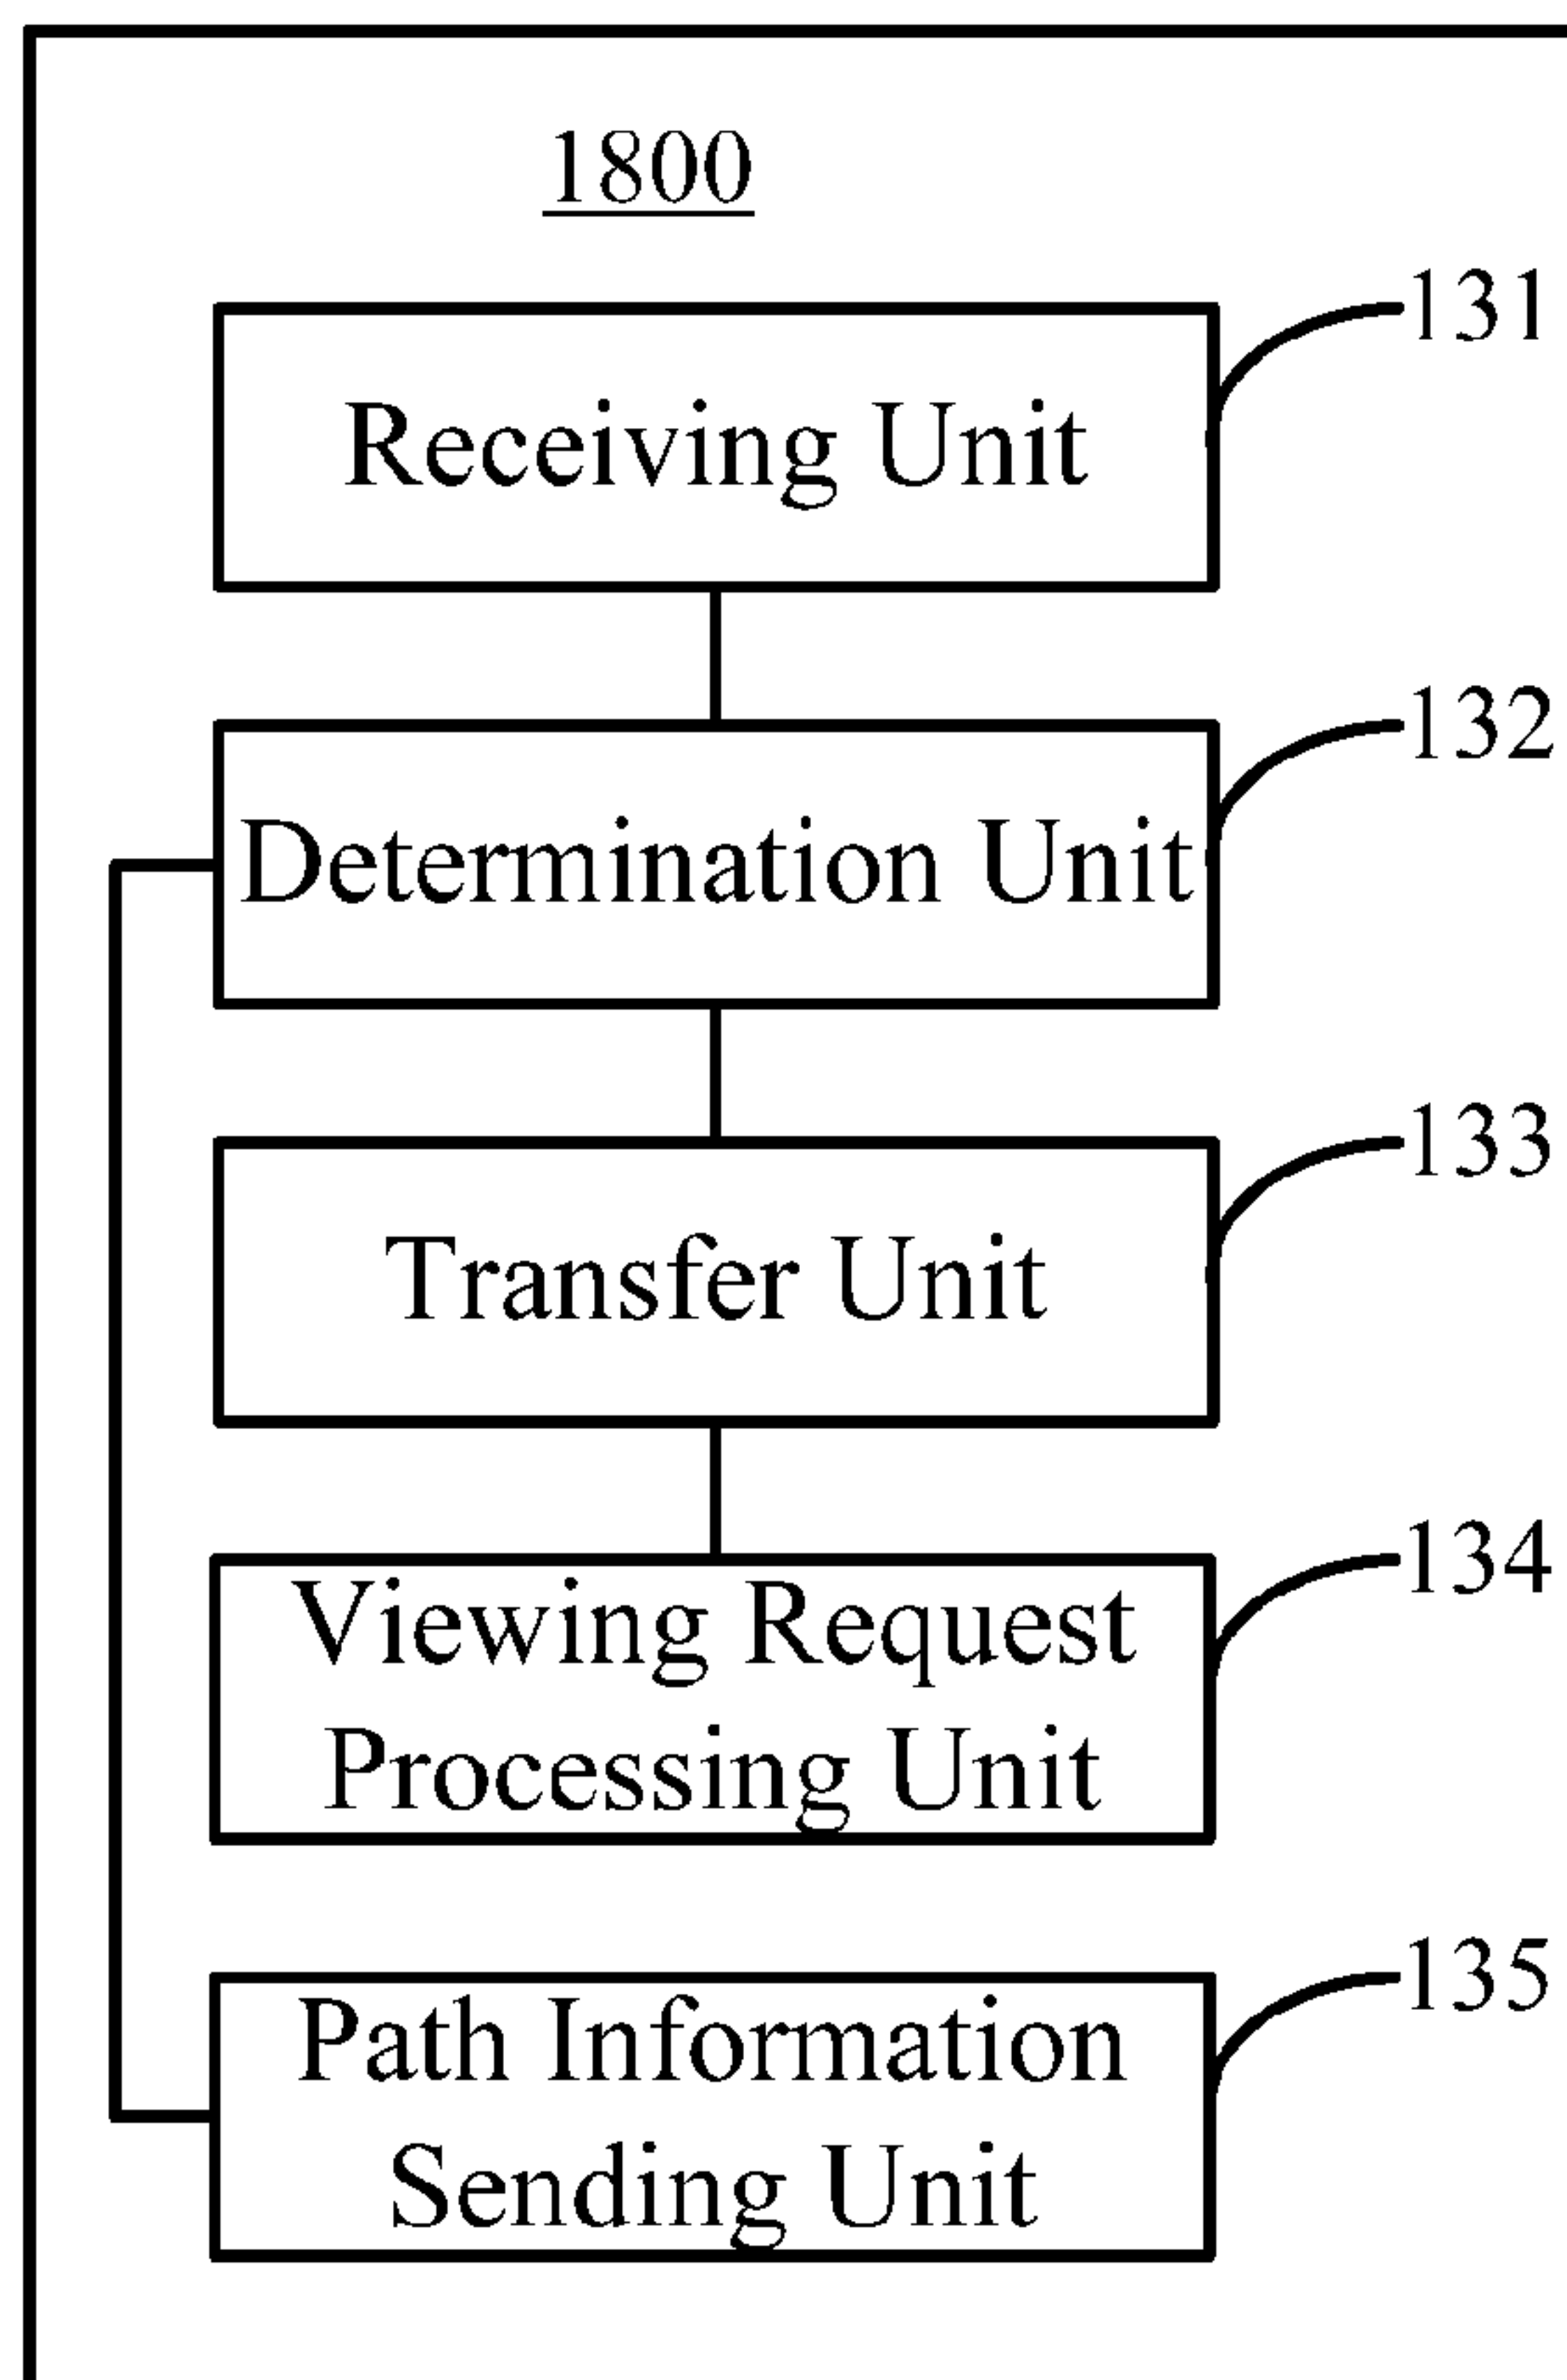 1800
131
Receiving Unit
132
Determination Unit
133
Transfer Unit
134
Viewing Request
Processing Unit
135
Path Information
Sending Unit